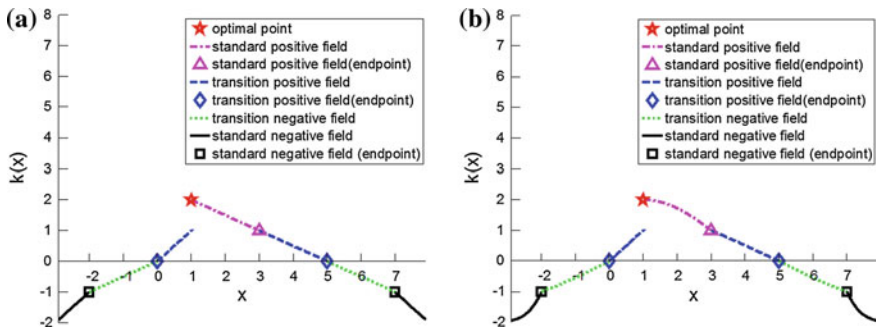 (a)
k(x)
8
7
6
5
4
3
2
1
0
-1
-2
optimal point
standard positive field
standard positive field(endpoint)
transition positive field
transition positive field(endpoint)
transition negative field
standard negative field
standard negative field (endpoint)
-2 -1 0 1 3 4 5 6 7
x
(b)
k(x)
8
7
6
5
4
3
2
1
0
-1
-2
optimal point
standard positive field
standard positive field(endpoint)
transition positive field
transition positive field(endpoint)
transition negative field
standard negative field
standard negative field (endpoint)
-2 -1 0 1 3 4 5 6 7
x